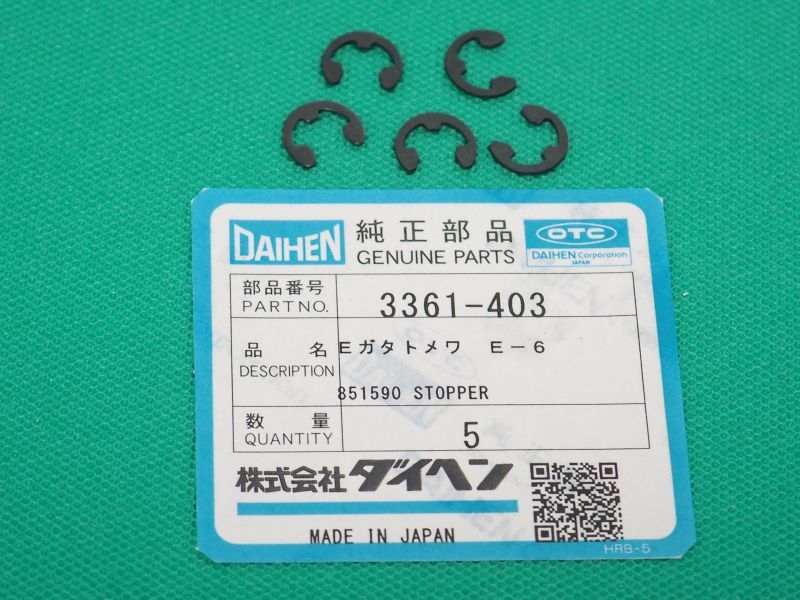 DAIHEN 純正部品 OTC
GENUINE PARTS DAIHEN Corporation
JAPAN
部品番号 3361-403
PART NO.
品名 Eガタトメワ E-6
DESCRIPTION
851590 STOPPER
数量 5
QUANTITY
株式会社ダイヘン
MADE IN JAPAN
HRB-5